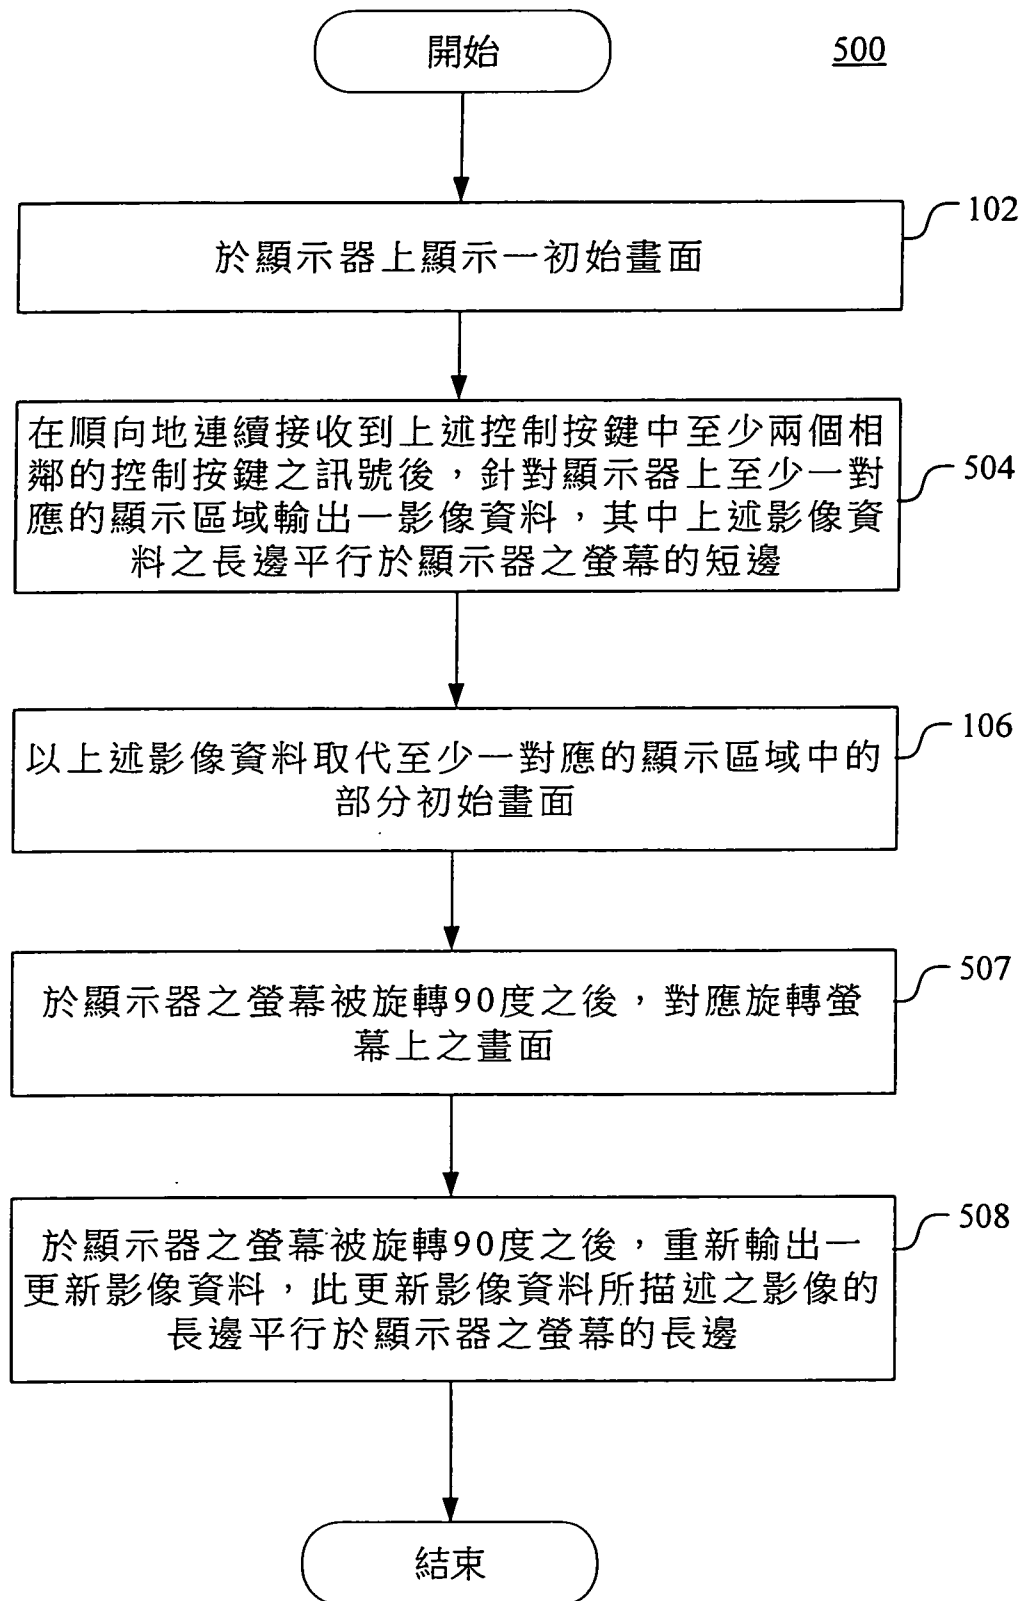 開始
500
102
於顯示器上顯示一初始畫面
在順向地連續接收到上述控制按鍵中至少兩個相
鄰的控制按鍵之訊號後，針對顯示器上至少一對
應的顯示區域輸出一影像資料，其中上述影像資
料之長邊平行於顯示器之螢幕的短邊
504
106
以上述影像資料取代至少一對應的顯示區域中的
部分初始畫面
507
於顯示器之螢幕被旋轉90度之後，對應旋轉螢
幕上之畫面
508
於顯示器之螢幕被旋轉90度之後，重新輸出一
更新影像資料，此更新影像資料所描述之影像的
長邊平行於顯示器之螢幕的長邊
結束